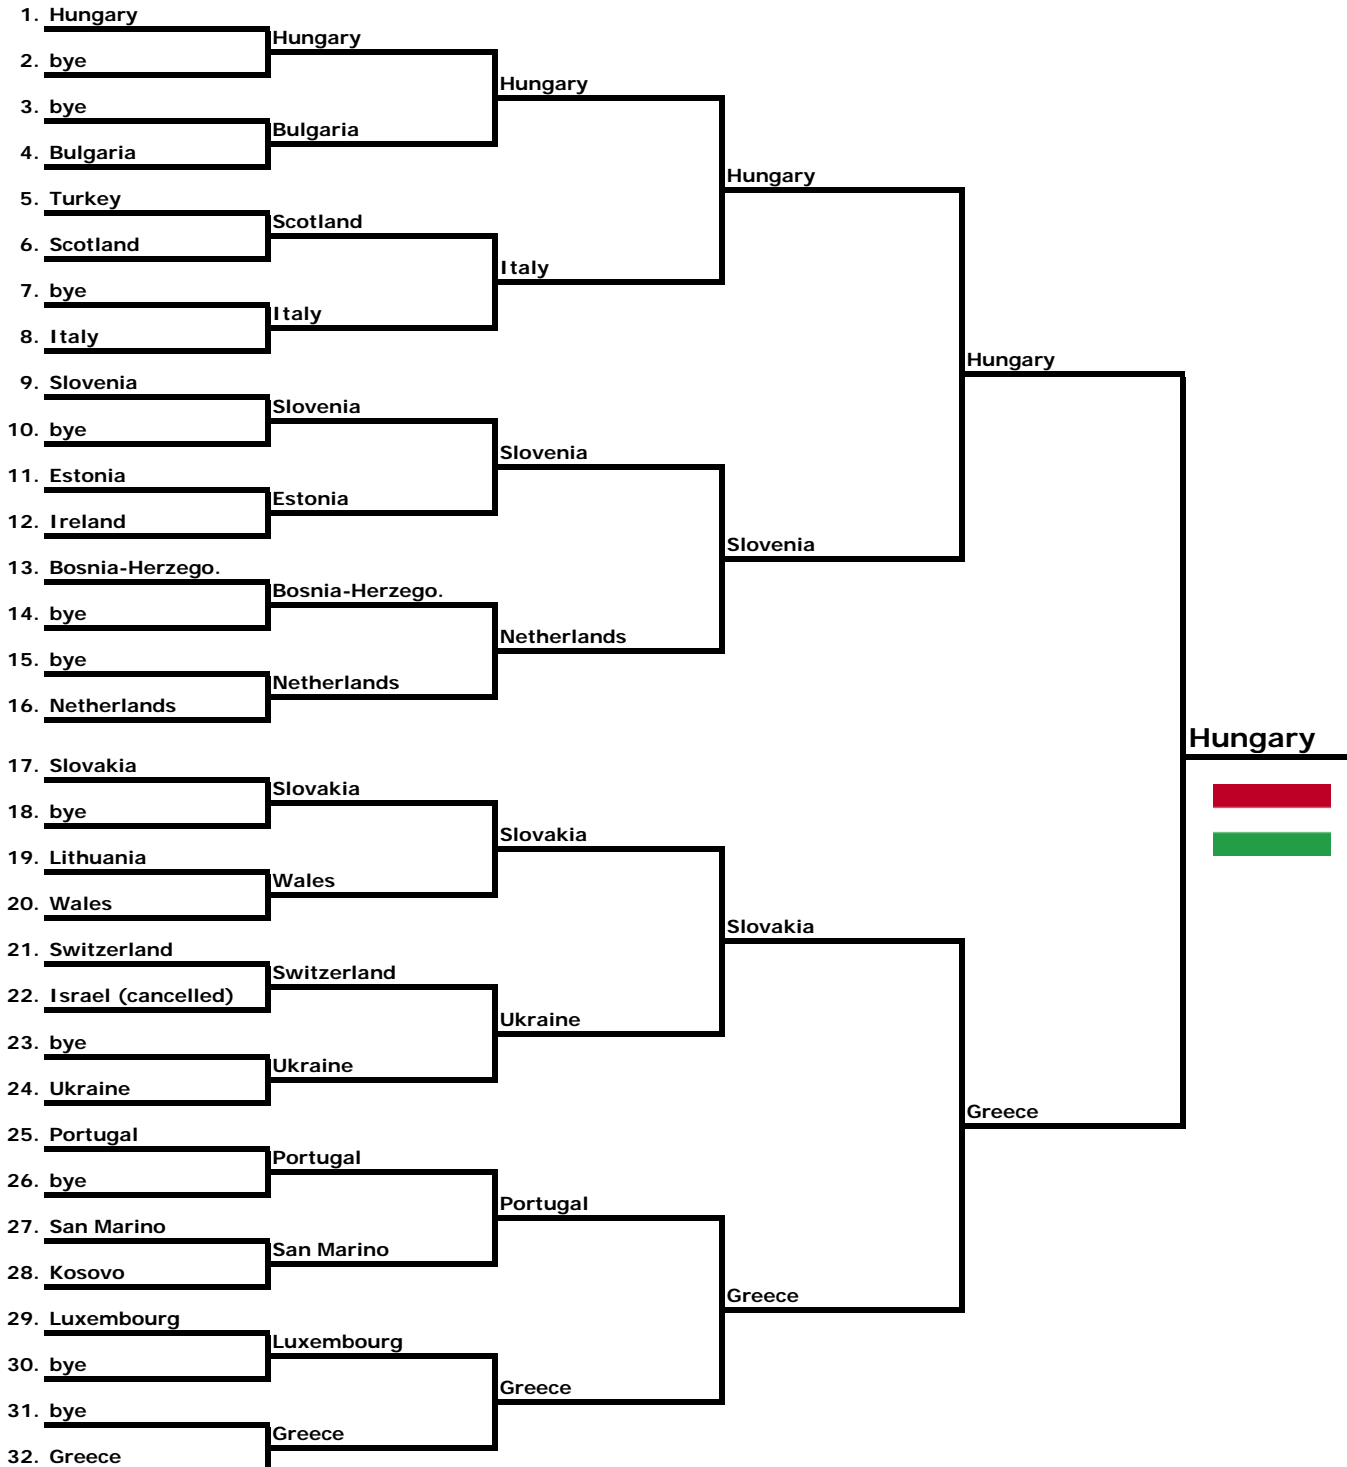 1. Hungary
2. bye
3. bye
4. Bulgaria
5. Turkey
6. Scotland
7. bye
8. Italy
9. Slovenia
10. bye
11. Estonia
12. Ireland
13. Bosnia-Herzego.
14. bye
15. bye
16. Netherlands
17. Slovakia
18. bye
19. Lithuania
20. Wales
21. Switzerland
22. Israel (cancelled)
23. bye
24. Ukraine
25. Portugal
26. bye
27. San Marino
28. Kosovo
29. Luxembourg
30. bye
31. bye
32. Greece
Hungary
Bulgaria
Scotland
Italy
Slovenia
Estonia
Bosnia-Herzego.
Netherlands
Slovakia
Wales
Switzerland
Ukraine
Portugal
San Marino
Luxembourg
Greece
Hungary
Italy
Slovenia
Netherlands
Slovakia
Ukraine
Portugal
Greece
Hungary
Slovenia
Slovakia
Greece
Hungary
Greece
Hungary